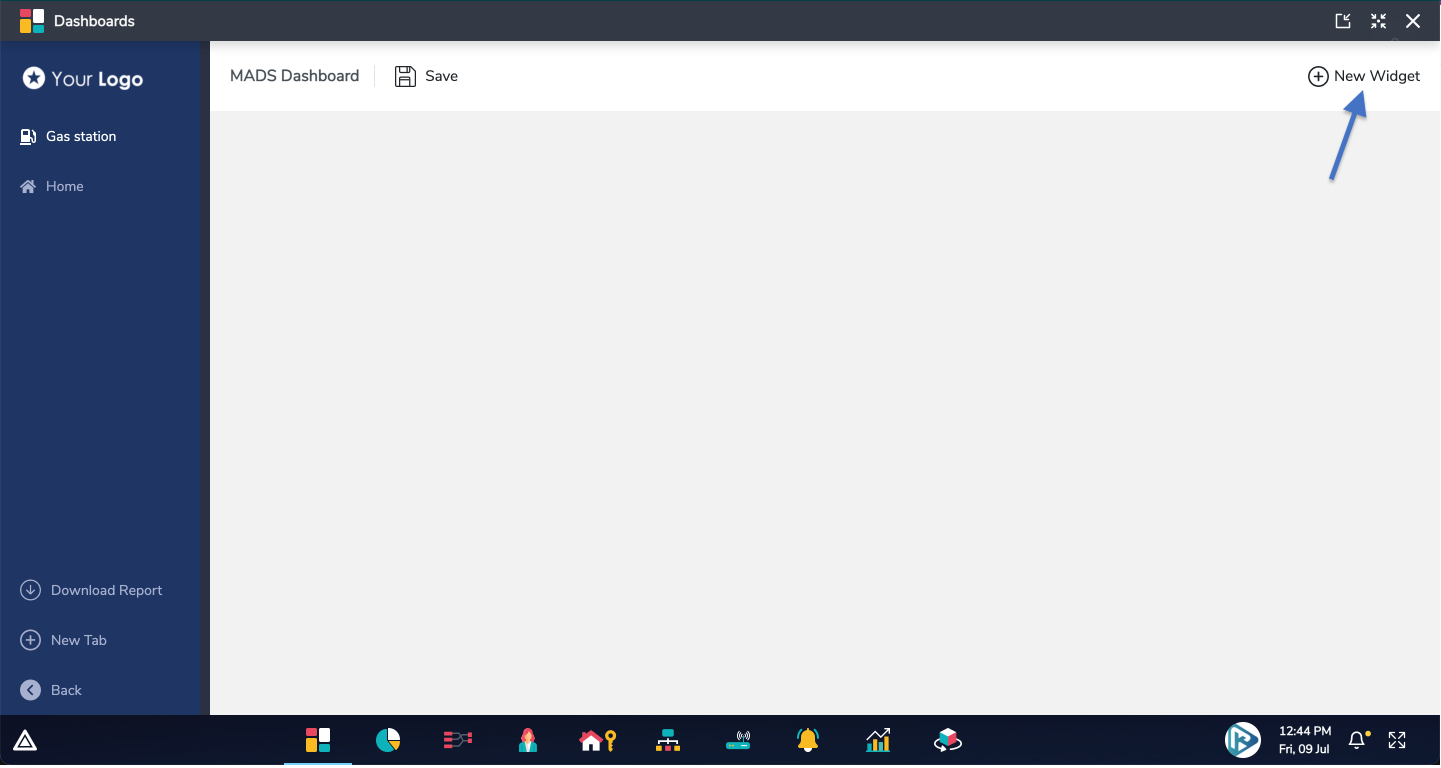 Dashboards
Your Logo
MADS Dashboard
Save
New Widget
Gas station
Home
Download Report
New Tab
Back
12:44 PM
Fri, 09 Jul